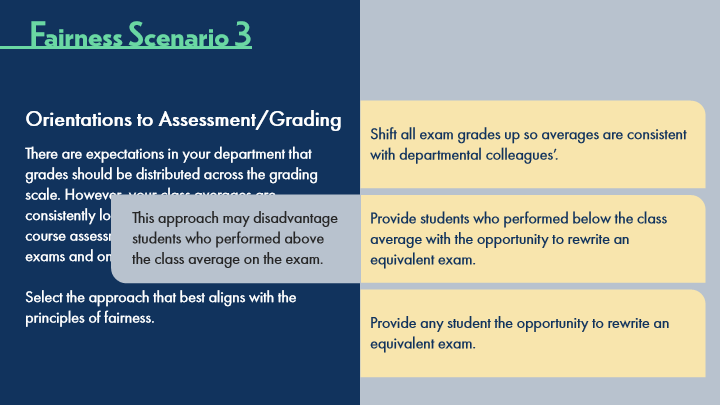 Fairness Scenario 3
Orientations to Assessment/Grading
There are expectations in your department that
grades should be distributed across the grading
scale. However, your class averages are
consistently lo
course assessm
exams and on
Select the approach that best aligns with the
principles of fairness.
This approach may disadvantage
students who performed above
the class average on the exam.
Shift all exam grades up so averages are consistent
with departmental colleagues’.
Provide students who performed below the class
average with the opportunity to rewrite an
equivalent exam.
Provide any student the opportunity to rewrite an
equivalent exam.